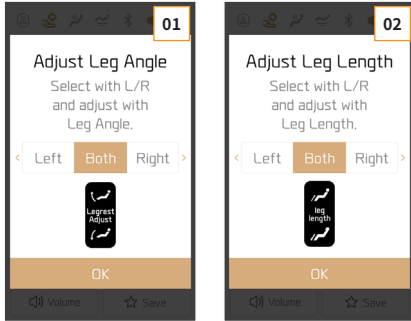 01
Adjust Leg Angle
Select with L/R
and adjust with
Leg Angle.
Left Both Right
Legrest
Adjust
OK
Volume Save
02
Adjust Leg Length
Select with L/R
and adjust with
Leg Length.
Left Both Right
leg
length
OK
Volume Save